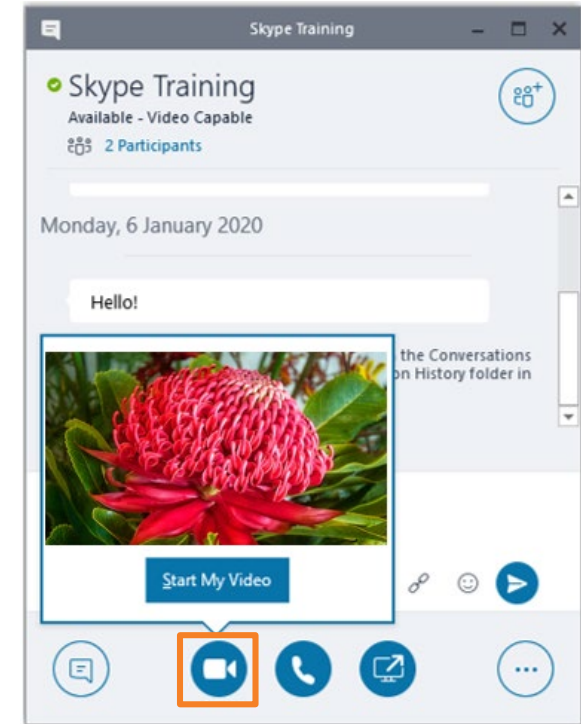 Skype Training
Skype Training
Available - Video Capable
2 Participants
Monday, 6 January 2020
Hello!
the Conversations
on History folder in
Start My Video